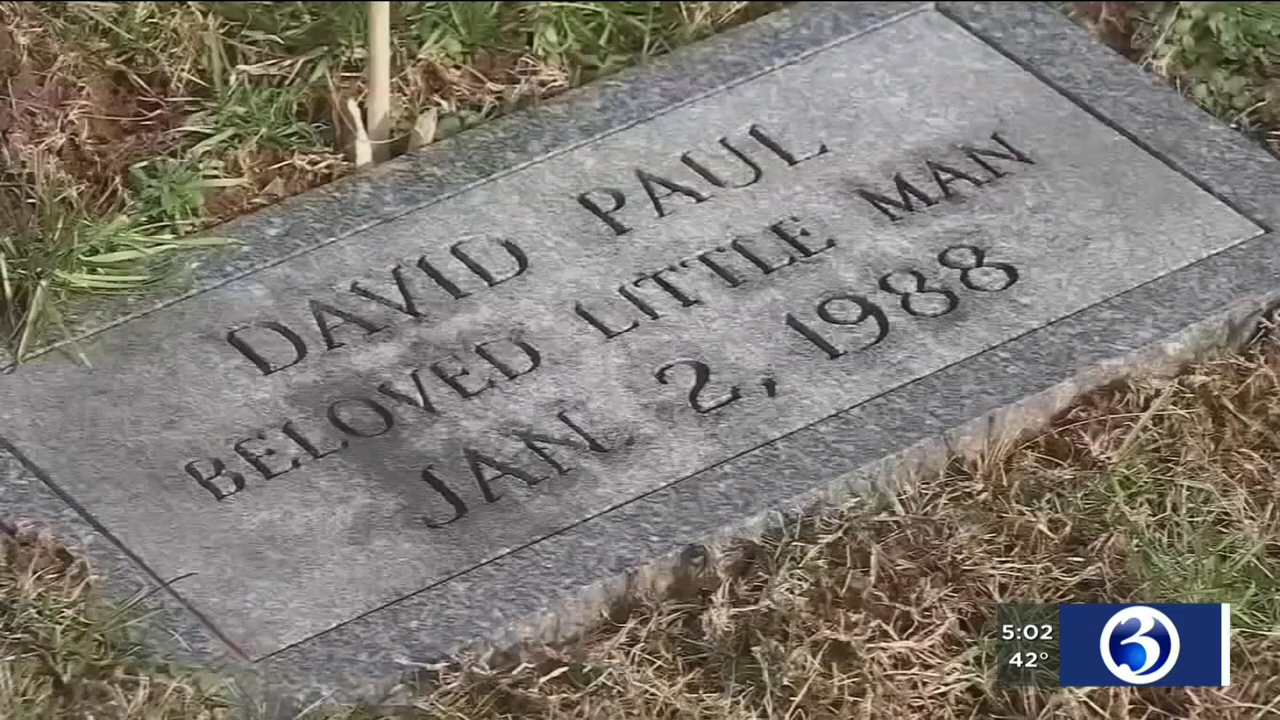 DAVID PAUL
BELOVED LITTLE MAN
JAN. 2, 1988
5:02
42°
3